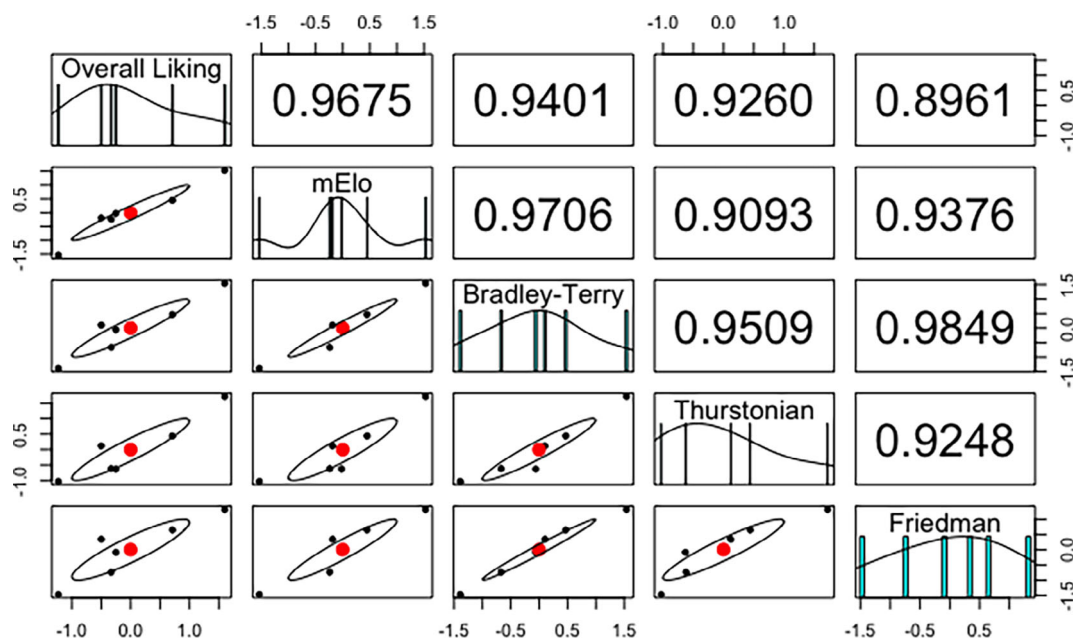 -1.5 -0.5 0.5 1.5 -1.0 0.0 1.0
Overall Liking 0.9675 0.9401 0.9260 0.8961 -1.0 0.5
-1.5 0.5 mElo 0.9706 0.9093 0.9376
Bradley-Terry 0.9509 0.9849 -1.5 0.0 1.5
-1.0 0.5 Thurstonian 0.9248
Friedman -1.5 0.0
-1.0 0.0 1.0 -1.5 -0.5 0.5 1.5 -1.5 -0.5 0.5